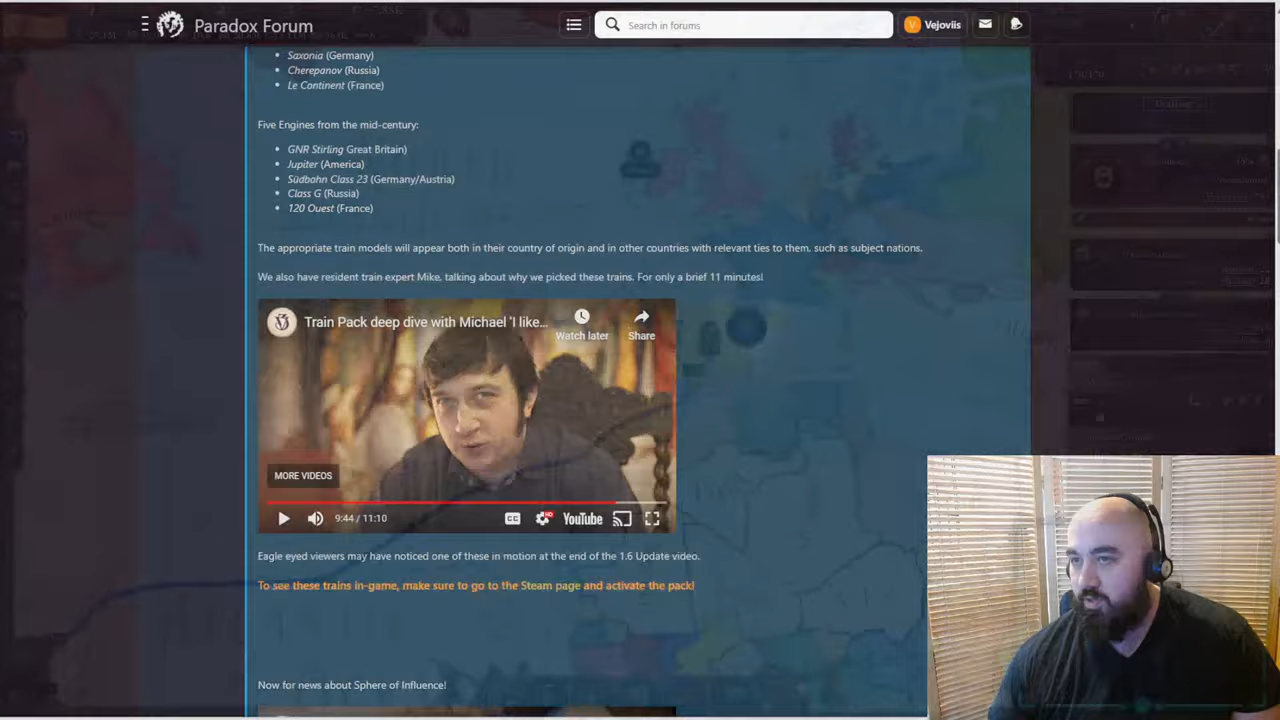 Paradox Forum
Search in forums
V Vejoviis
Saxonia (Germany)
Cherepanov (Russia)
Le Continent (France)
Five Engines from the mid-century:
GNR Stirling Great Britain)
Jupiter (America)
Südbahn Class 23 (Germany/Austria)
Class G (Russia)
120 Ouest (France)
The appropriate train models will appear both in their country of origin and in other countries with relevant ties to them, such as subject nations.
We also have resident train expert Mike, talking about why we picked these trains. For only a brief 11 minutes!
Train Pack deep dive with Michael 'I like...
Watch later
Share
MORE VIDEOS
9:44 / 11:10
CC
HD
YouTube
Eagle eyed viewers may have noticed one of these in motion at the end of the 1.6 Update video.
To see these trains in-game, make sure to go to the Steam page and activate the pack!
Now for news about Sphere of Influence!